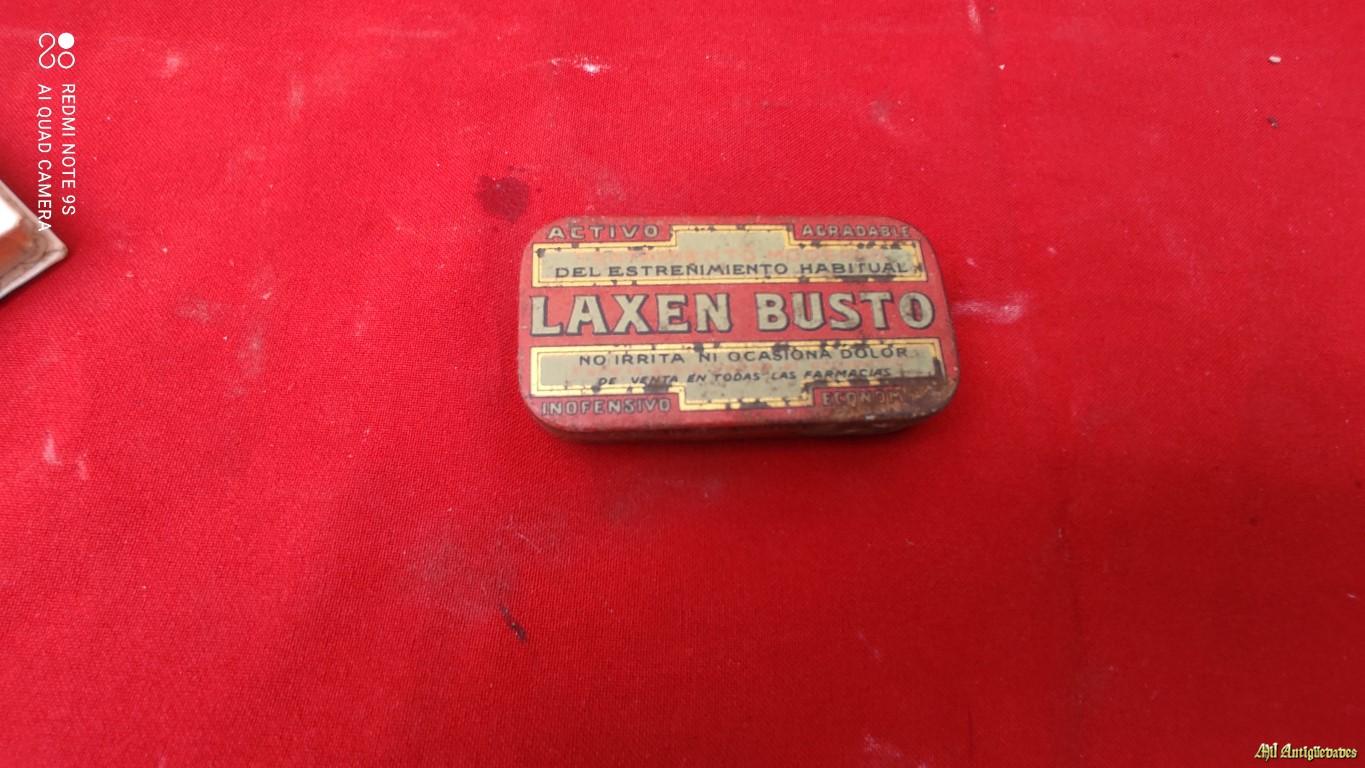 REDMI NOTE 9S
AI QUAD CAMERA
ACTIVO AGRADABLE
DEL ESTREÑIMIENTO HABITUAL
LAXEN BUSTO
NO IRRITA NI OCASIONA DOLOR
DE VENTA EN TODAS LAS FARMACIAS
INOFENSIVO
Mil Antigüedades